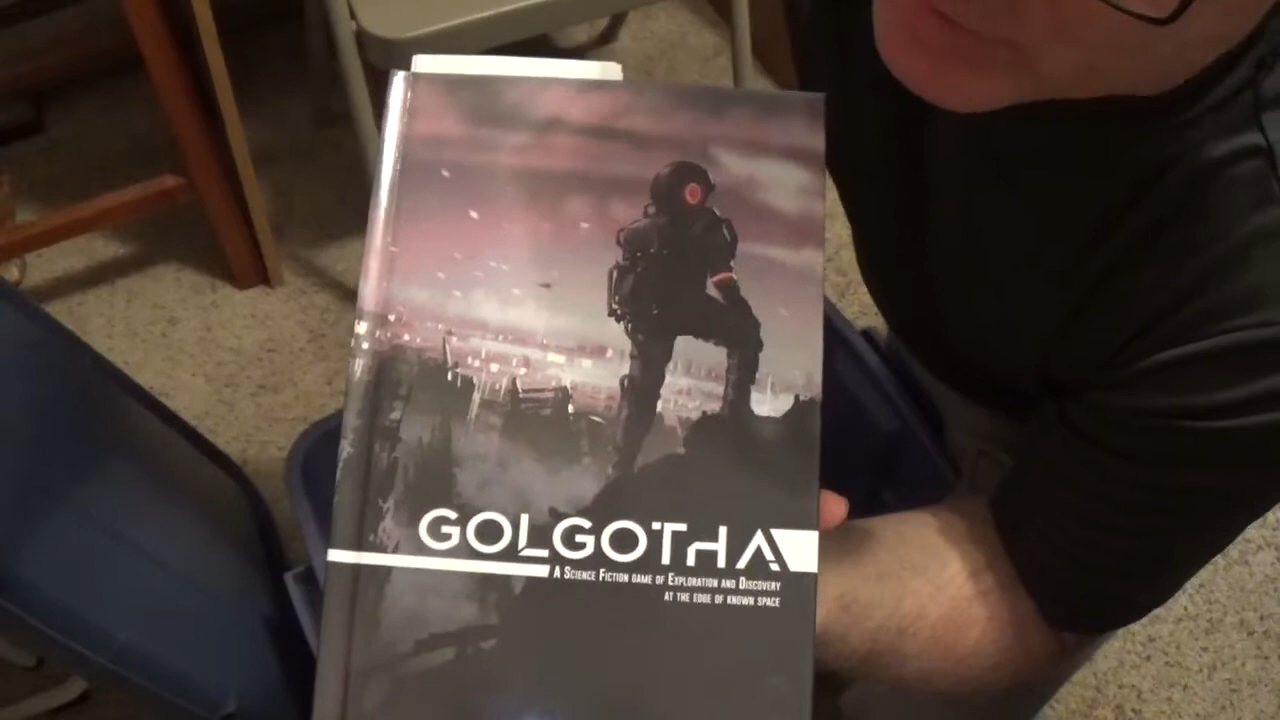 GOLGOTHA
A Science Fiction game of Exploration and Discovery
at the edge of known space